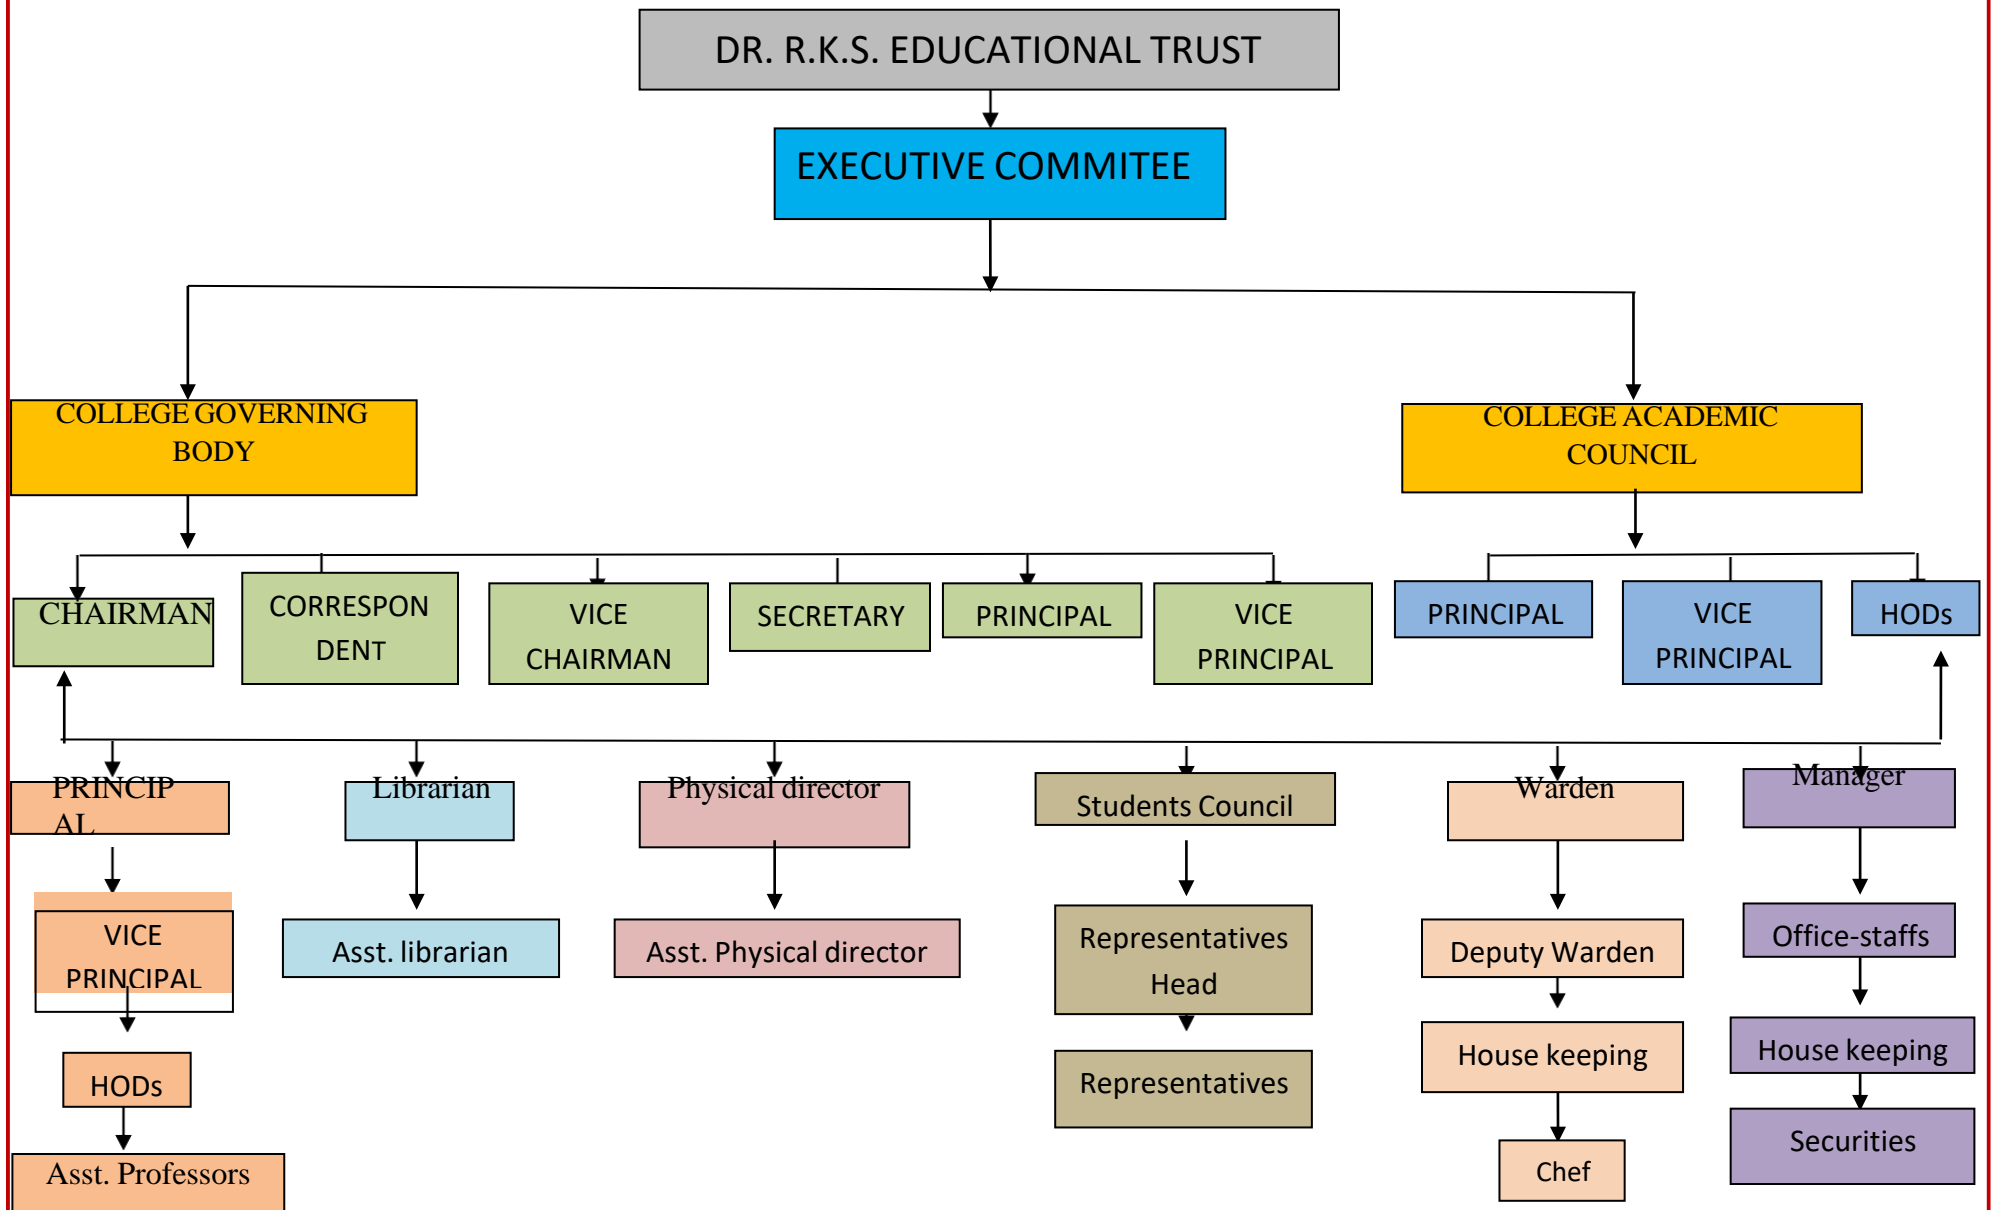 DR. R.K.S. EDUCATIONAL TRUST
EXECUTIVE COMMITEE
COLLEGE GOVERNING
BODY
COLLEGE ACADEMIC
COUNCIL
CHAIRMAN
CORRESPON
DENT
VICE
CHAIRMAN
SECRETARY
PRINCIPAL
VICE
PRINCIPAL
PRINCIPAL
VICE
PRINCIPAL
HODs
PRINCIP
AL
Librarian
Physical director
Students Council
Warden
Manager
VICE
PRINCIPAL
Asst. librarian
Asst. Physical director
Representatives
Head
Deputy Warden
Office-staffs
HODs
Representatives
House keeping
House keeping
Asst. Professors
Chef
Securities